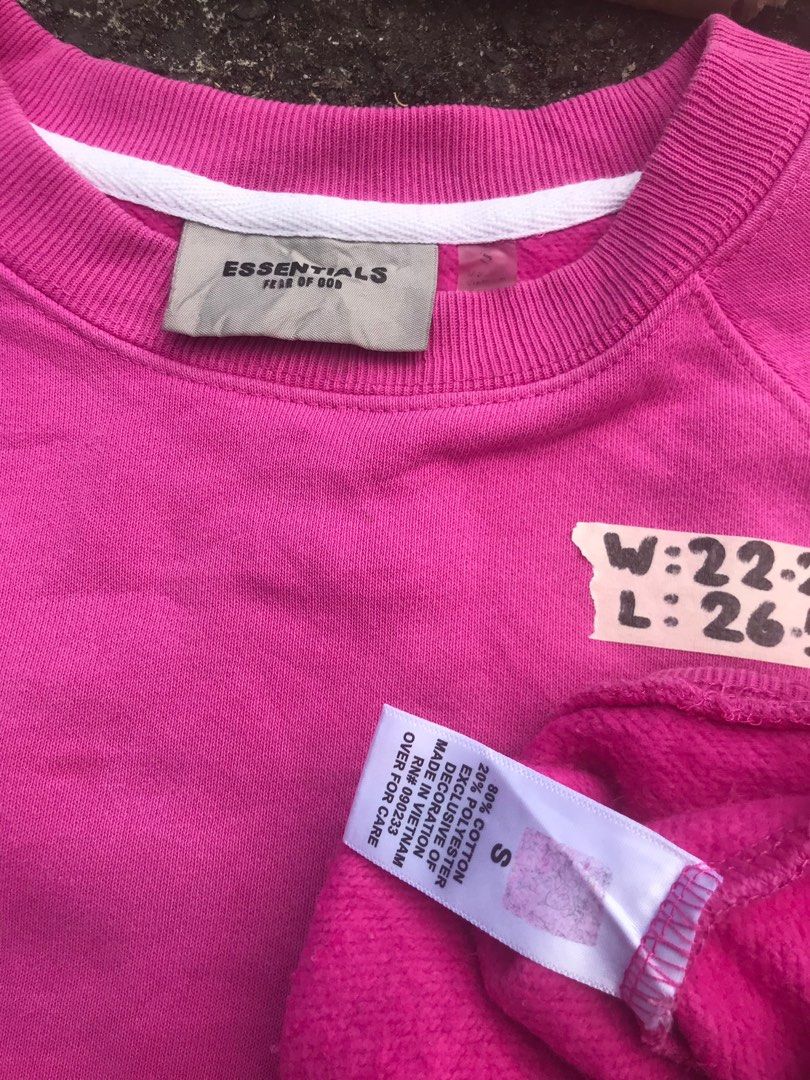 ESSENTIALS
FEAR OF GOD
S
W:22.
L:26.
S
80% COTTON
20% POLYESTER
EXCLUSIVE OF
DECORATION
MADE IN VIETNAM
RN# 090233
OVER FOR CARE